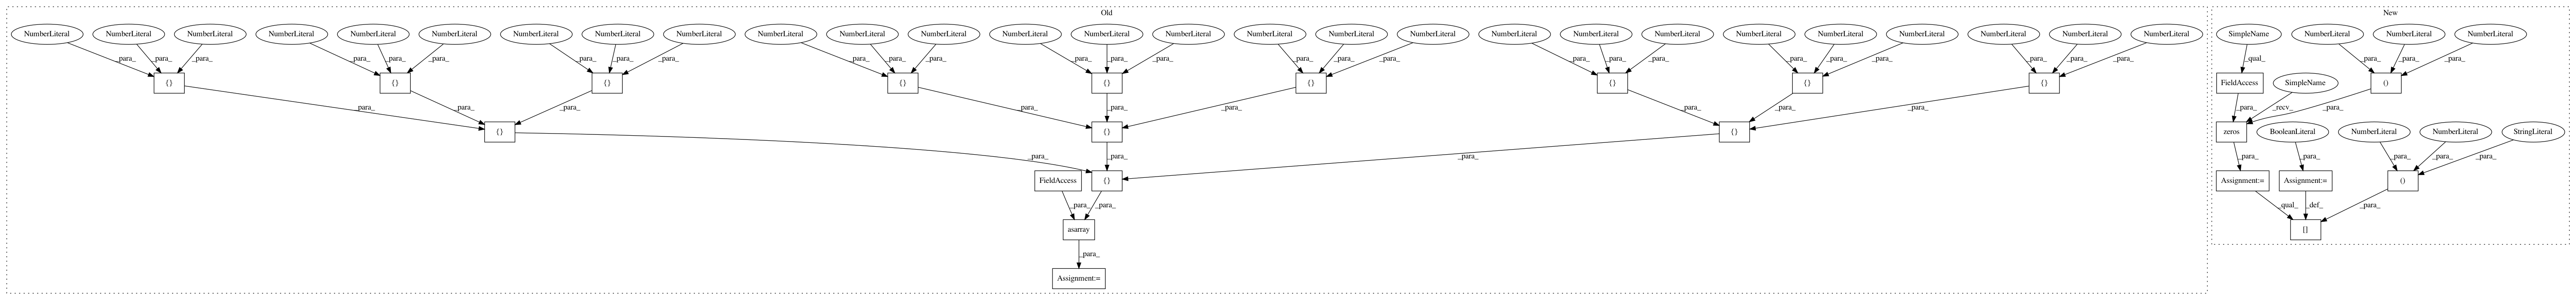 Old New
NumberLiteral NumberLiteral NumberLiteral NumberLiteral NumberLiteral NumberLiteral NumberLiteral NumberLiteral NumberLiteral NumberLiteral NumberLiteral NumberLiteral NumberLiteral NumberLiteral NumberLiteral NumberLiteral NumberLiteral NumberLiteral NumberLiteral NumberLiteral NumberLiteral NumberLiteral NumberLiteral NumberLiteral NumberLiteral NumberLiteral NumberLiteral SimpleName NumberLiteral NumberLiteral NumberLiteral
_para_ _para_ _para_ _para_ _para_ _para_ _para_ _para_ _para_ _para_ _para_ _para_ _para_ _para_ _para_ _para_ _para_ _para_ _para_ _para_ _para_ _para_ _para_ _para_ _para_ _para_ _para_ _qual_ _para_ _para_ _para_
{} {} {} {} {} {} {} {} {} FieldAccess SimpleName ()
_para_ _para_ _para_ _para_ _para_ _para_ _para_ _para_ _para_ _para_ _recv_ _para_
{} {} {} zeros BooleanLiteral NumberLiteral NumberLiteral StringLiteral
_para_ _para_ _para_ _para_ _para_ _para_ _para_ _para_
FieldAccess {} Assignment:= Assignment:= ()
_para_ _para_ _qual_ _def_ _para_
asarray []
_para_
Assignment:=